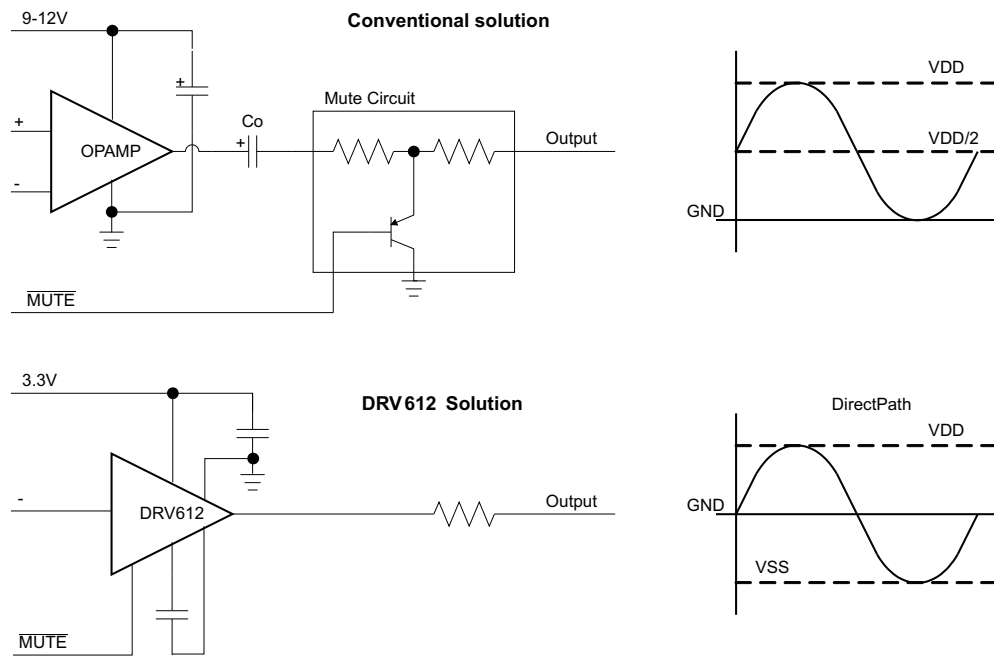 9-12V
Conventional solution
VDD
+
Mute Circuit
Co
+
OPAMP
+
Output
VDD/2
-
GND
MUTE
3.3V
DRV612 Solution
DirectPath
VDD
-
DRV612
Output
GND
VSS
MUTE